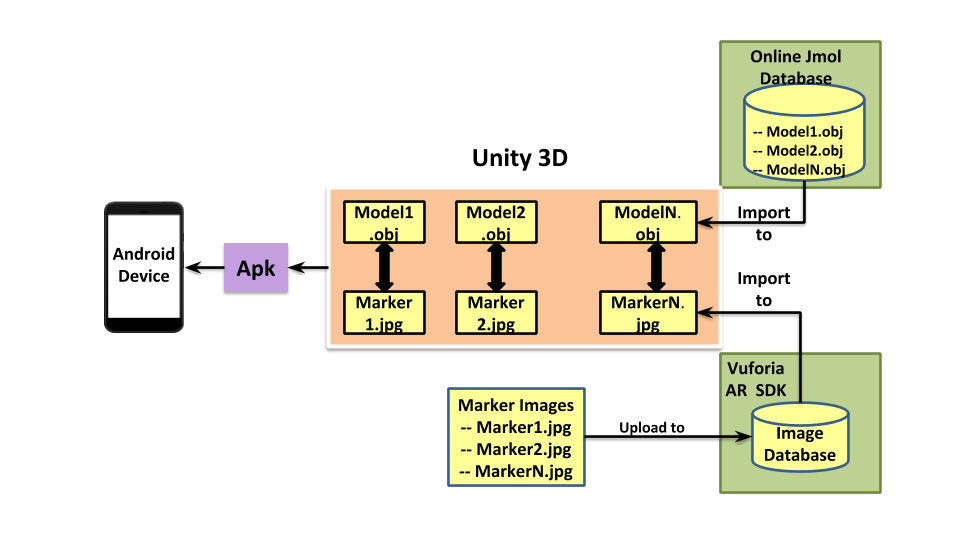 Online Jmol
Database
-- Model1.obj
-- Model2.obj
-- ModelN.obj
Unity 3D
Model1
.obj
Model2
.obj
ModelN.
obj
Import
to
Android
Device
Apk
Marker
1.jpg
Marker
2.jpg
MarkerN.
jpg
Import
to
Vuforia
AR SDK
Image
Database
Marker Images
-- Marker1.jpg
-- Marker2.jpg
-- MarkerN.jpg
Upload to